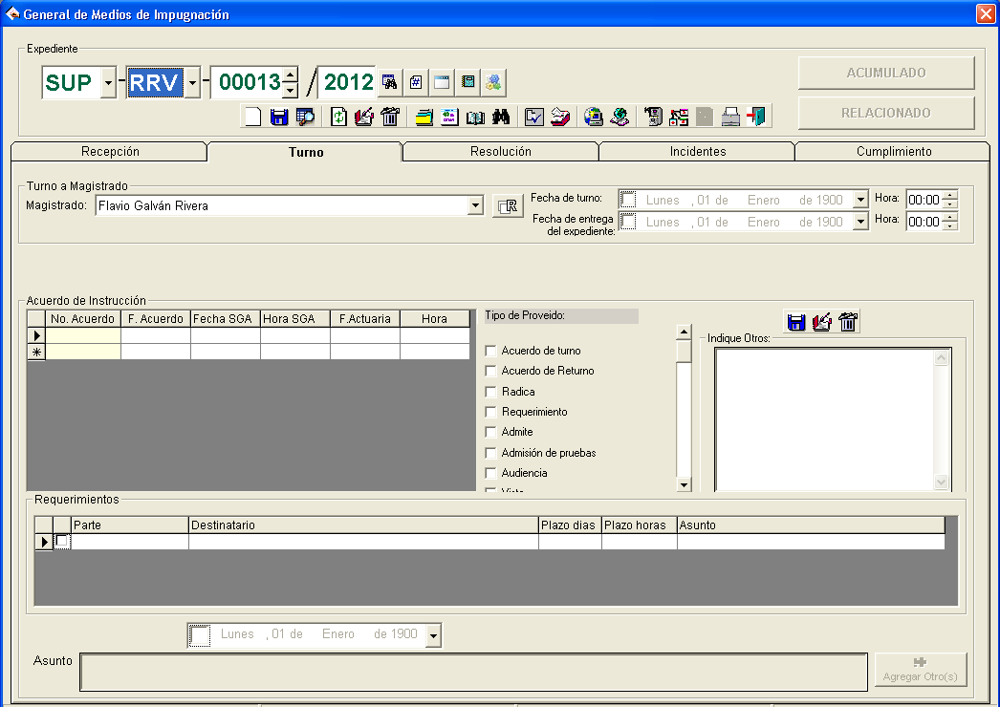 General de Medios de Impugnación
Expediente
SUP - RRV - 00013 / 2012
ACUMULADO
RELACIONADO
Recepción Turno Resolución Incidentes Cumplimiento
Turno a Magistrado
Magistrado: Flavio Galván Rivera
R
Fecha de turno: Lunes , 01 de Enero de 1900 Hora: 00:00
Fecha de entrega del expediente: Lunes , 01 de Enero de 1900 Hora: 00:00
Acuerdo de Instrucción
No. Acuerdo F. Acuerdo Fecha SGA Hora SGA F.Actuaria Hora
Tipo de Proveido:
Acuerdo de turno
Acuerdo de Returno
Radica
Requerimiento
Admite
Admisión de pruebas
Audiencia
Indique Otros:
Requerimientos
Parte Destinatario Plazo dias Plazo horas Asunto
Lunes , 01 de Enero de 1900
Asunto
Agregar Otro(s)